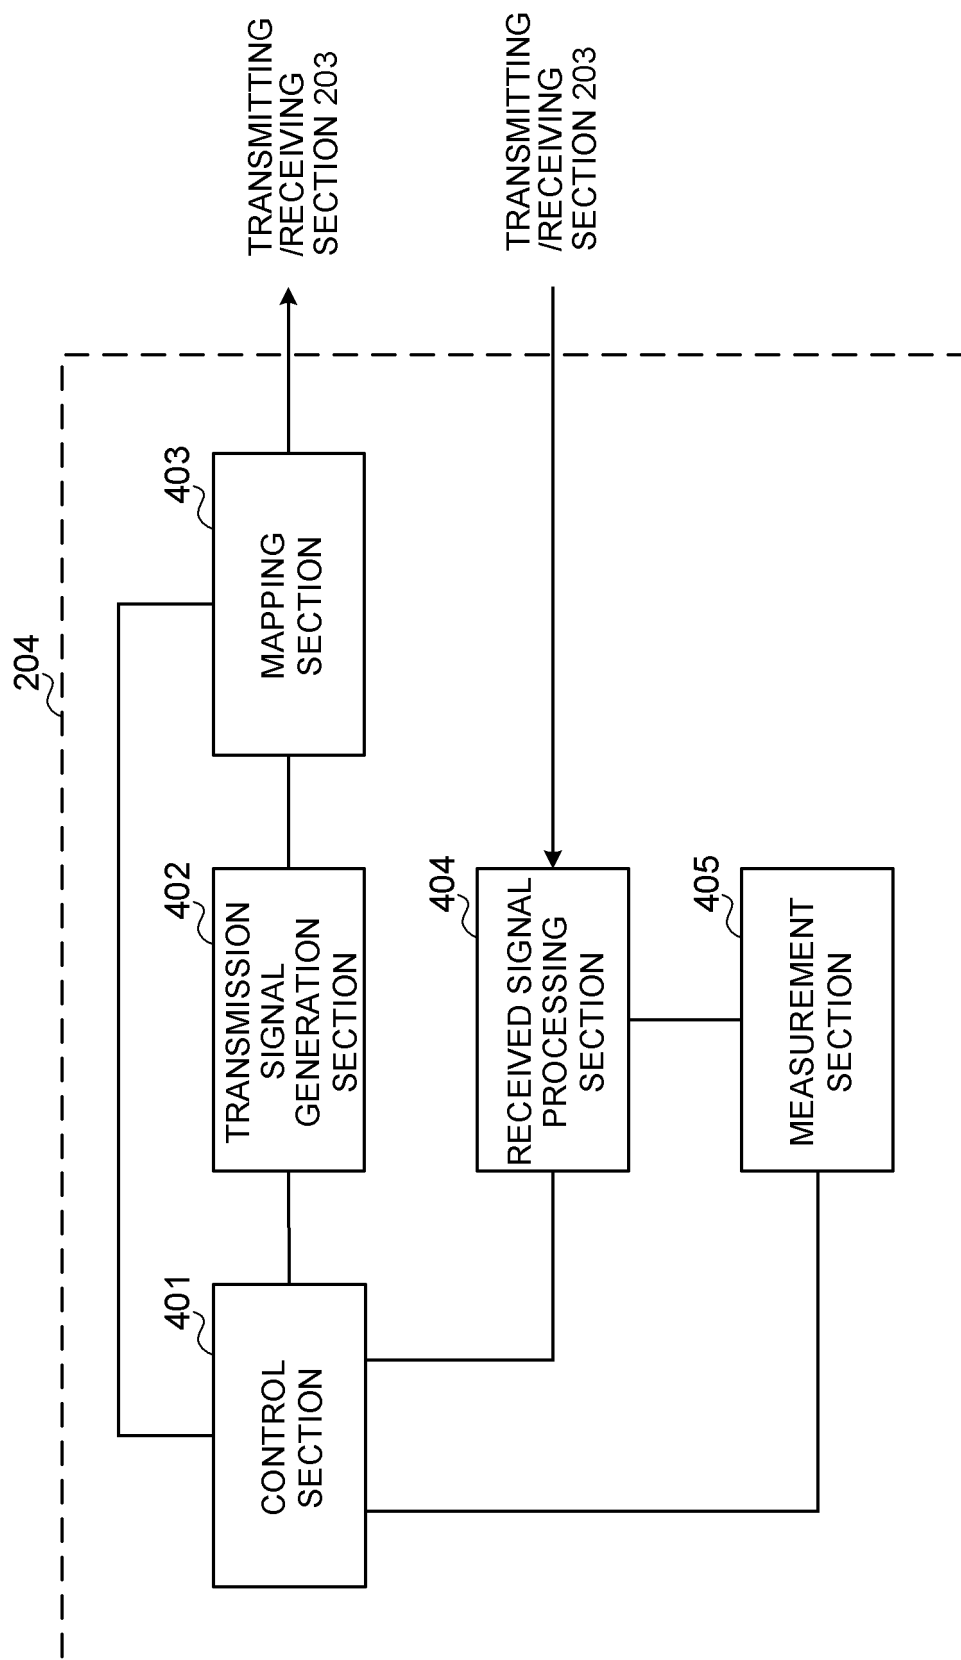 204
401
CONTROL
SECTION
402
TRANSMISSION
SIGNAL
GENERATION
SECTION
403
MAPPING
SECTION
TRANSMITTING
/RECEIVING
SECTION 203
404
RECEIVED SIGNAL
PROCESSING
SECTION
TRANSMITTING
/RECEIVING
SECTION 203
405
MEASUREMENT
SECTION